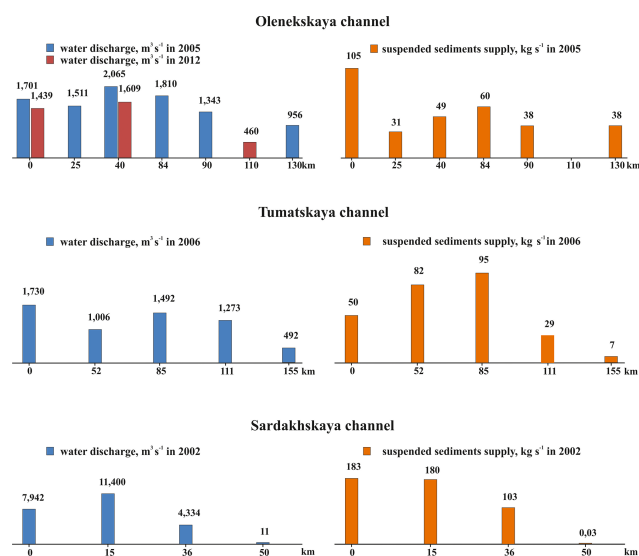 Olenekskaya channel
water discharge, m³ s⁻¹ in 2005
water discharge, m³ s⁻¹ in 2012
1,701
1,439
1,511
2,065
1,609
1,810
1,343
460
956
0 25 40 84 90 110 130 km
suspended sediments supply, kg s⁻¹ in 2005
105
31
49
60
38
38
0 25 40 84 90 110 130 km
Tumatskaya channel
water discharge, m³ s⁻¹ in 2006
1,730
1,006
1,492
1,273
492
0 52 85 111 155 km
suspended sediments supply, kg s⁻¹ in 2006
50
82
95
29
7
0 52 85 111 155 km
Sardakhskaya channel
water discharge, m³ s⁻¹ in 2002
7,942
11,400
4,334
11
0 15 36 50 km
suspended sediments supply, kg s⁻¹ in 2002
183
180
103
0,03
0 15 36 50 km